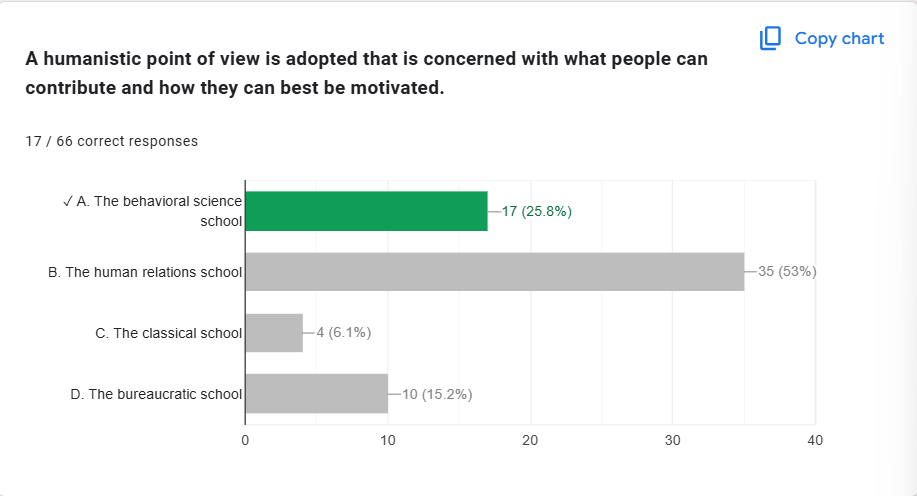 Copy chart
A humanistic point of view is adopted that is concerned with what people can
contribute and how they can best be motivated.
17 / 66 correct responses
✓ A. The behavioral science
school
17 (25.8%)
B. The human relations school
35 (53%)
C. The classical school
4 (6.1%)
D. The bureaucratic school
10 (15.2%)
0 10 20 30 40